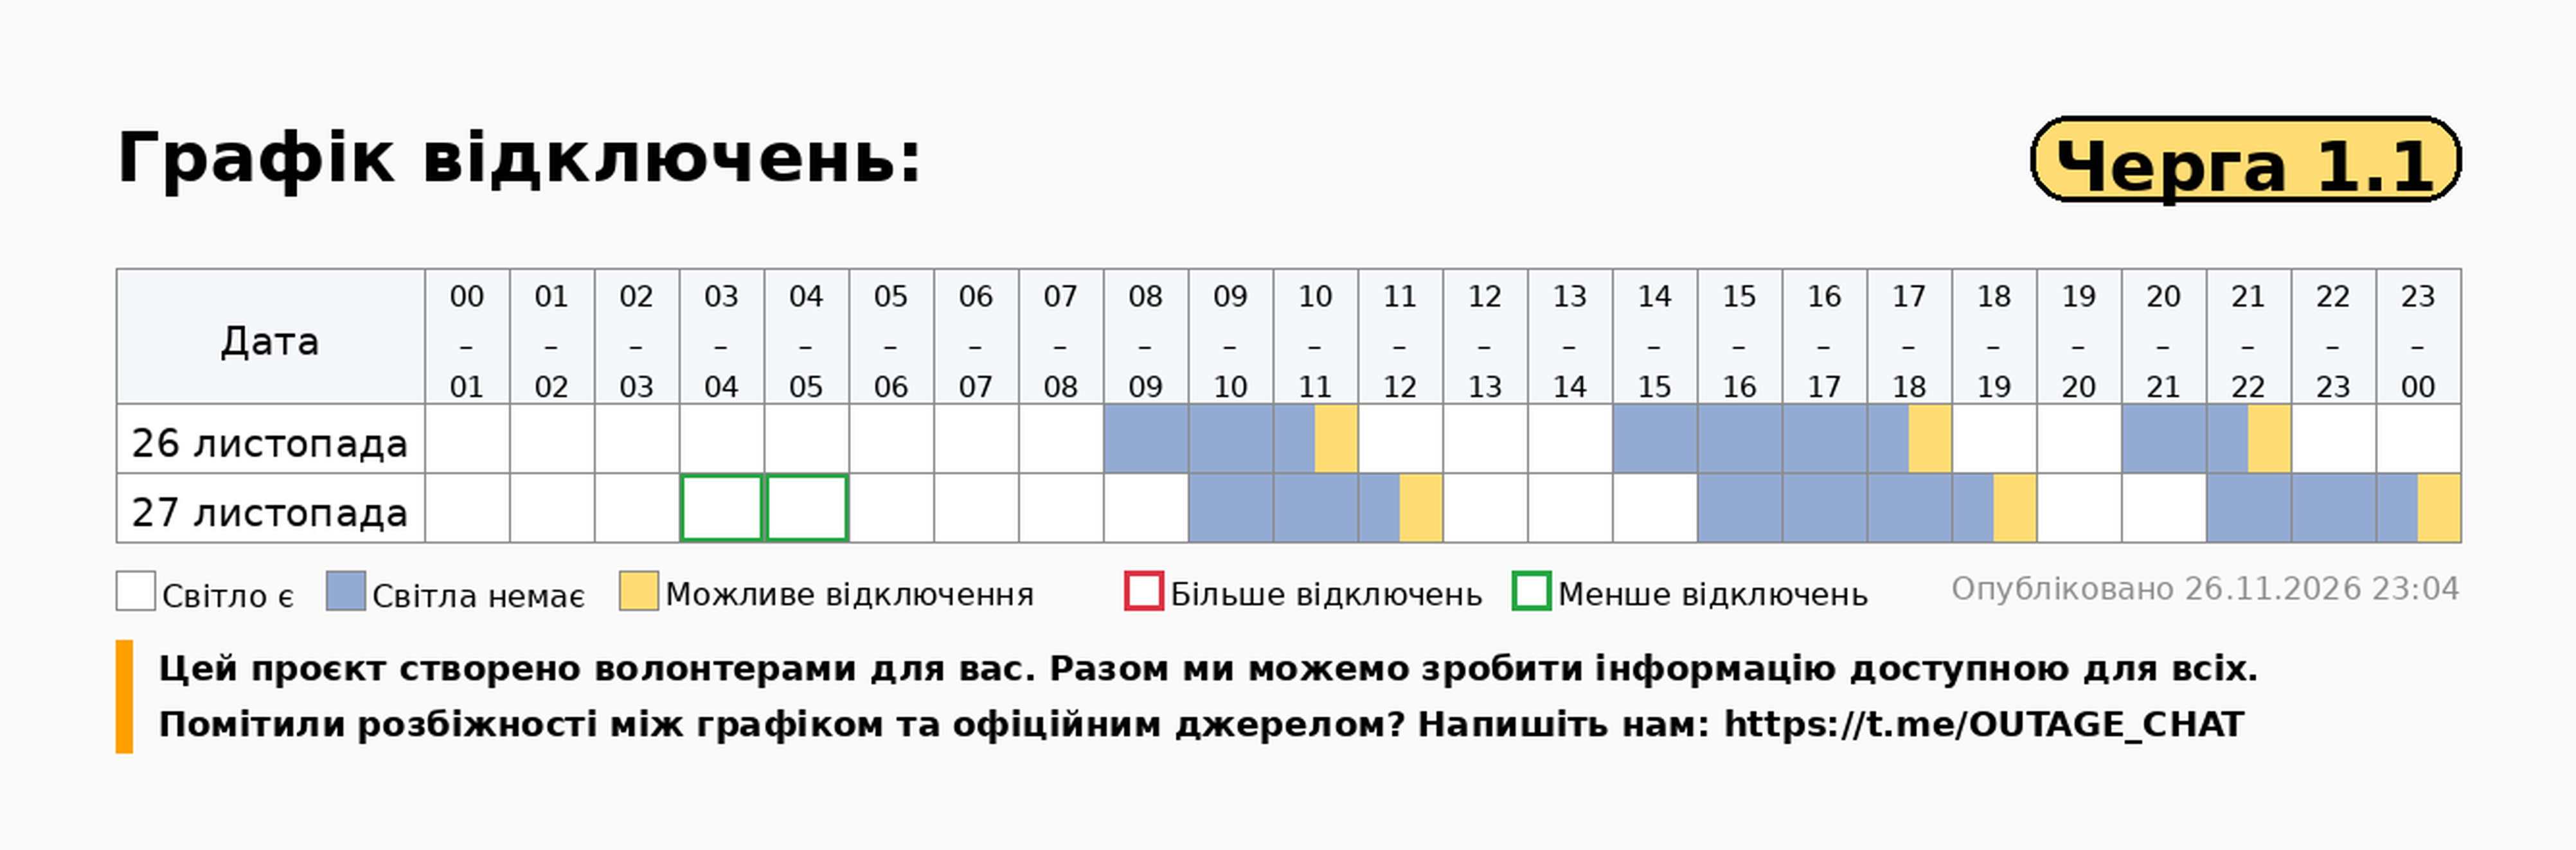 Графік відключень:
Черга 1.1
Дата 00 – 01 01 – 02 02 – 03 03 – 04 04 – 05 05 – 06 06 – 07 07 – 08 08 – 09 09 – 10 10 – 11 11 – 12 12 – 13 13 – 14 14 – 15 15 – 16 16 – 17 17 – 18 18 – 19 19 – 20 20 – 21 21 – 22 22 – 23 23 – 00
26 листопада
27 листопада
Світло є Світла немає Можливе відключення Більше відключень Менше відключень Опубліковано 26.11.2026 23:04
Цей проєкт створено волонтерами для вас. Разом ми можемо зробити інформацію доступною для всіх.
Помітили розбіжності між графіком та офіційним джерелом? Напишіть нам: https://t.me/OUTAGE_CHAT